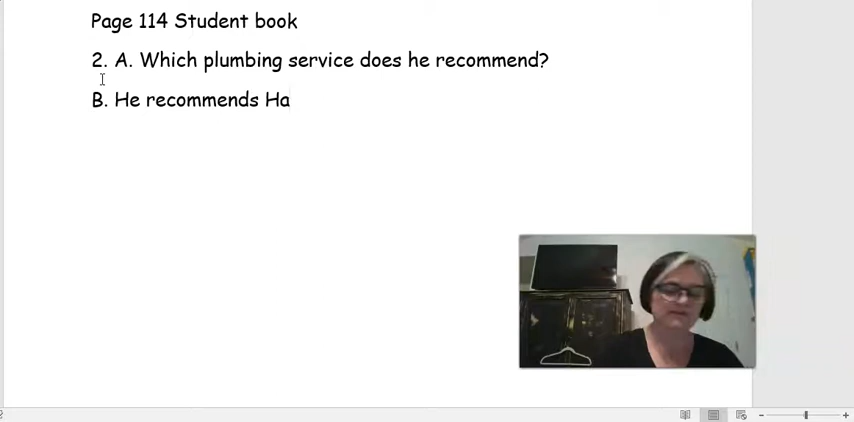 Page 114 Student book
2. A. Which plumbing service does he recommend?
B. He recommends Ha